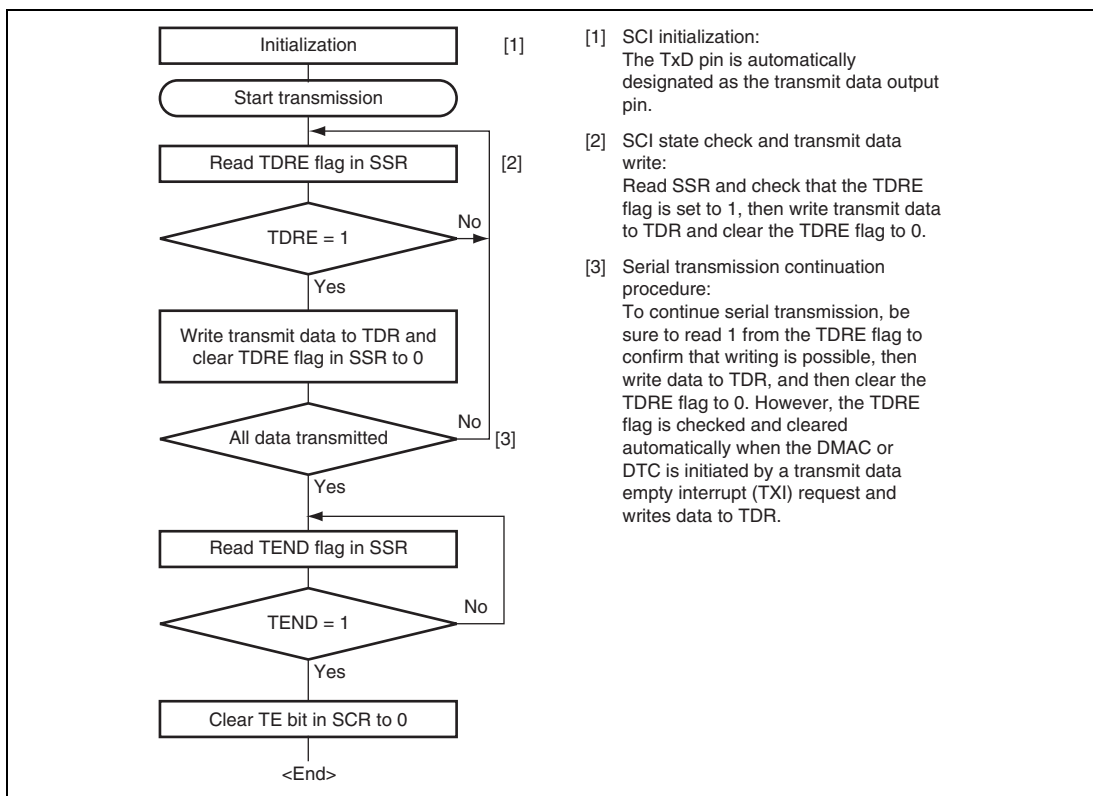 Initialization
[1]
Start transmission
Read TDRE flag in SSR
[2]
No
TDRE = 1
Yes
Write transmit data to TDR and
clear TDRE flag in SSR to 0
No
All data transmitted
[3]
Yes
Read TEND flag in SSR
No
TEND = 1
Yes
Clear TE bit in SCR to 0
<End>
[1] SCI initialization:
The TxD pin is automatically
designated as the transmit data output
pin.
[2] SCI state check and transmit data
write:
Read SSR and check that the TDRE
flag is set to 1, then write transmit data
to TDR and clear the TDRE flag to 0.
[3] Serial transmission continuation
procedure:
To continue serial transmission, be
sure to read 1 from the TDRE flag to
confirm that writing is possible, then
write data to TDR, and then clear the
TDRE flag to 0. However, the TDRE
flag is checked and cleared
automatically when the DMAC or
DTC is initiated by a transmit data
empty interrupt (TXI) request and
writes data to TDR.